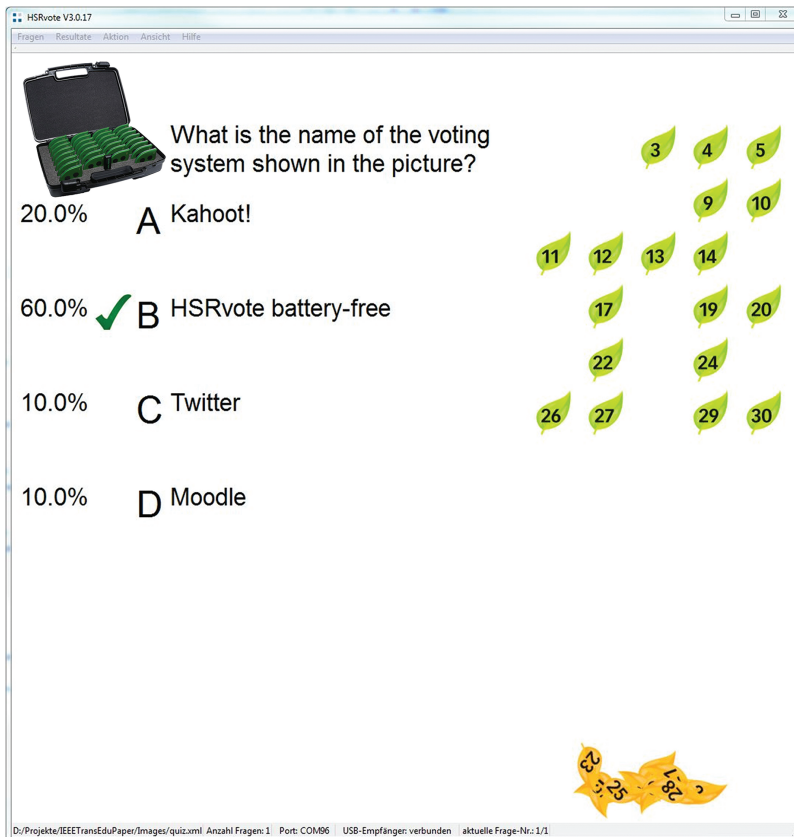 HSRvote V3.0.17
Fragen Resultate Aktion Ansicht Hilfe
What is the name of the voting
system shown in the picture?
20.0% A Kahoot!
60.0% B HSRvote battery-free
10.0% C Twitter
10.0% D Moodle
3 4 5
9 10
11 12 13 14
17 19 20
22 24
26 27 29 30
23
25
28
1
D:/Projekte/IEEETransEduPaper/Images/quiz.xml Anzahl Fragen: 1 Port: COM96 USB-Empfänger: verbunden aktuelle Frage-Nr.: 1/1